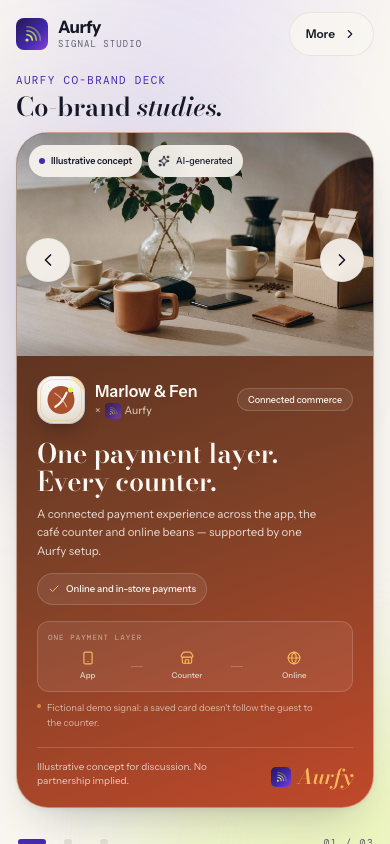 Aurfy
SIGNAL STUDIO
More
AURFY CO-BRAND DECK
Co-brand studies.
Illustrative concept
AI-generated
Marlow & Fen
× Aurfy
Connected commerce
One payment layer.
Every counter.
A connected payment experience across the app, the
café counter and online beans — supported by one
Aurfy setup.
Online and in-store payments
ONE PAYMENT LAYER
App
Counter
Online
Fictional demo signal: a saved card doesn't follow the guest to
the counter.
Illustrative concept for discussion. No
partnership implied.
Aurfy
01 / 03